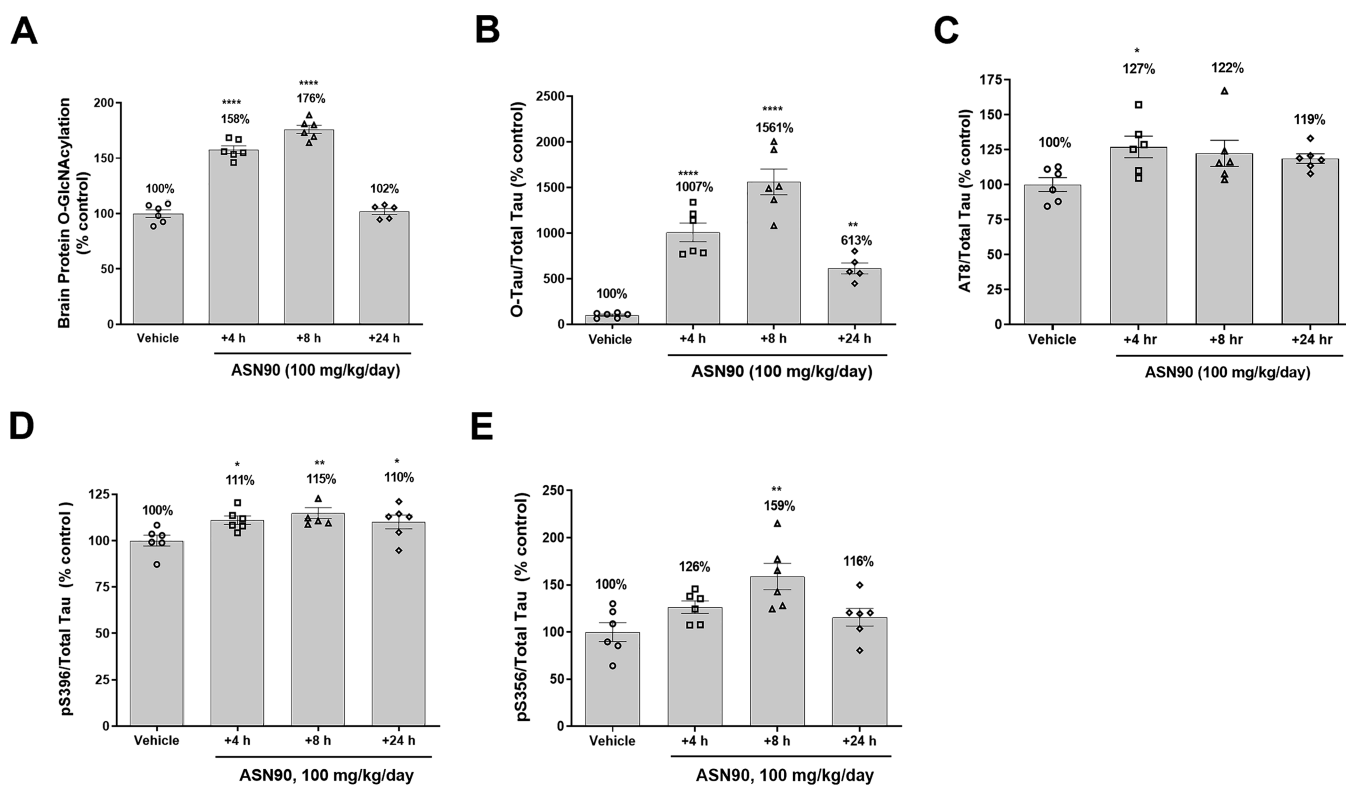 A
Brain Protein O-GlcNAcylation
(% control)
200
150
100
50
0
100%
****
158%
****
176%
102%
Vehicle
+4 h
+8 h
+24 h
ASN90 (100 mg/kg/day)
B
O-Tau/Total Tau (% control)
2500
2000
1500
1000
500
0
100%
****
1007%
****
1561%
**
613%
Vehicle
+4 h
+8 h
+24 h
ASN90 (100 mg/kg/day)
C
AT8/Total Tau (% control)
175
150
125
100
75
50
25
0
100%
*
127%
122%
119%
Vehicle
+4 hr
+8 hr
+24 hr
ASN90 (100 mg/kg/day)
D
pS396/Total Tau (% control )
125
100
75
50
25
0
100%
*
111%
**
115%
*
110%
Vehicle
+4 h
+8 h
+24 h
ASN90, 100 mg/kg/day
E
pS356/Total Tau (% control)
250
200
150
100
50
0
100%
126%
**
159%
116%
Vehicle
+4 h
+8 h
+24 h
ASN90, 100 mg/kg/day